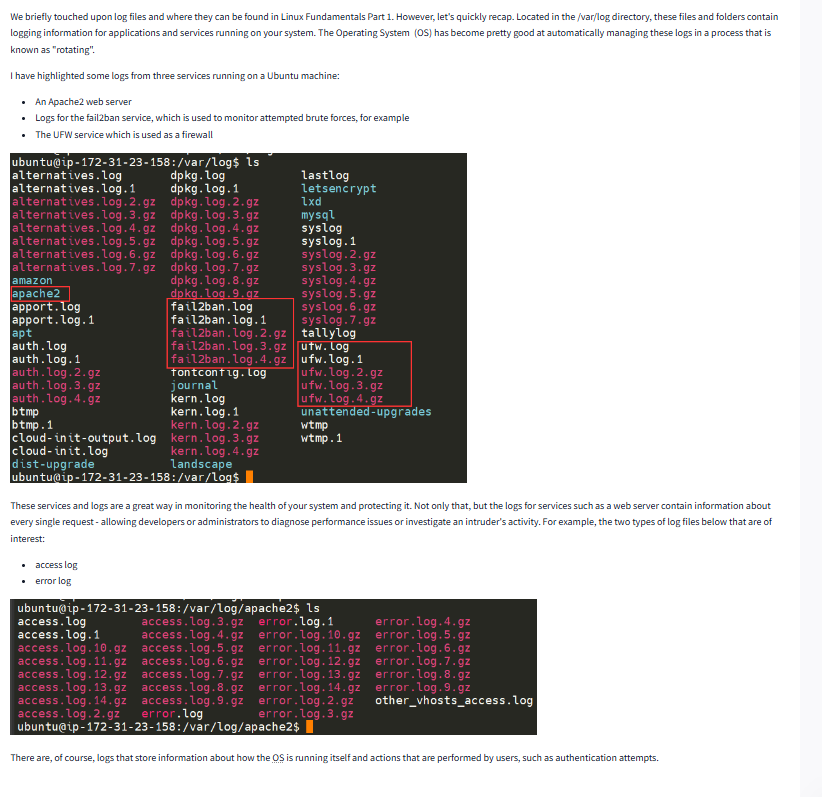 We briefly touched upon log files and where they can be found in Linux Fundamentals Part 1. However, let's quickly recap. Located in the /var/log directory, these files and folders contain
logging information for applications and services running on your system. The Operating System (OS) has become pretty good at automatically managing these logs in a process that is
known as "rotating".
I have highlighted some logs from three services running on a Ubuntu machine:
• An Apache2 web server
• Logs for the fail2ban service, which is used to monitor attempted brute forces, for example
• The UFW service which is used as a firewall
ubuntu@ip-172-31-23-158:/var/log$ ls
alternatives.log dpkg.log lastlog
alternatives.log.1 dpkg.log.1 letsencrypt
alternatives.log.2.gz dpkg.log.2.gz lxd
alternatives.log.3.gz dpkg.log.3.gz mysql
alternatives.log.4.gz dpkg.log.4.gz syslog
alternatives.log.5.gz dpkg.log.5.gz syslog.1
alternatives.log.6.gz dpkg.log.6.gz syslog.2.gz
alternatives.log.7.gz dpkg.log.7.gz syslog.3.gz
amazon dpkg.log.8.gz syslog.4.gz
apache2 dpkg.log.9.gz syslog.5.gz
apport.log fail2ban.log syslog.6.gz
apport.log.1 fail2ban.log.1 syslog.7.gz
apt fail2ban.log.2.gz tallylog
auth.log fail2ban.log.3.gz ufw.log
auth.log.1 fail2ban.log.4.gz ufw.log.1
auth.log.2.gz fontconfig.log ufw.log.2.gz
auth.log.3.gz journal ufw.log.3.gz
auth.log.4.gz kern.log ufw.log.4.gz
btmp kern.log.1 unattended-upgrades
btmp.1 kern.log.2.gz wtmp
cloud-init-output.log kern.log.3.gz wtmp.1
cloud-init.log kern.log.4.gz
dist-upgrade landscape
ubuntu@ip-172-31-23-158:/var/log$
These services and logs are a great way in monitoring the health of your system and protecting it. Not only that, but the logs for services such as a web server contain information about
every single request - allowing developers or administrators to diagnose performance issues or investigate an intruder's activity. For example, the two types of log files below that are of
interest:
• access log
• error log
ubuntu@ip-172-31-23-158:/var/log/apache2$ ls
access.log access.log.3.gz error.log.1 error.log.4.gz
access.log.1 access.log.4.gz error.log.10.gz error.log.5.gz
access.log.10.gz access.log.5.gz error.log.11.gz error.log.6.gz
access.log.11.gz access.log.6.gz error.log.12.gz error.log.7.gz
access.log.12.gz access.log.7.gz error.log.13.gz error.log.8.gz
access.log.13.gz access.log.8.gz error.log.14.gz error.log.9.gz
access.log.14.gz access.log.9.gz error.log.2.gz other_vhosts_access.log
access.log.2.gz error.log error.log.3.gz
ubuntu@ip-172-31-23-158:/var/log/apache2$
There are, of course, logs that store information about how the OS is running itself and actions that are performed by users, such as authentication attempts.